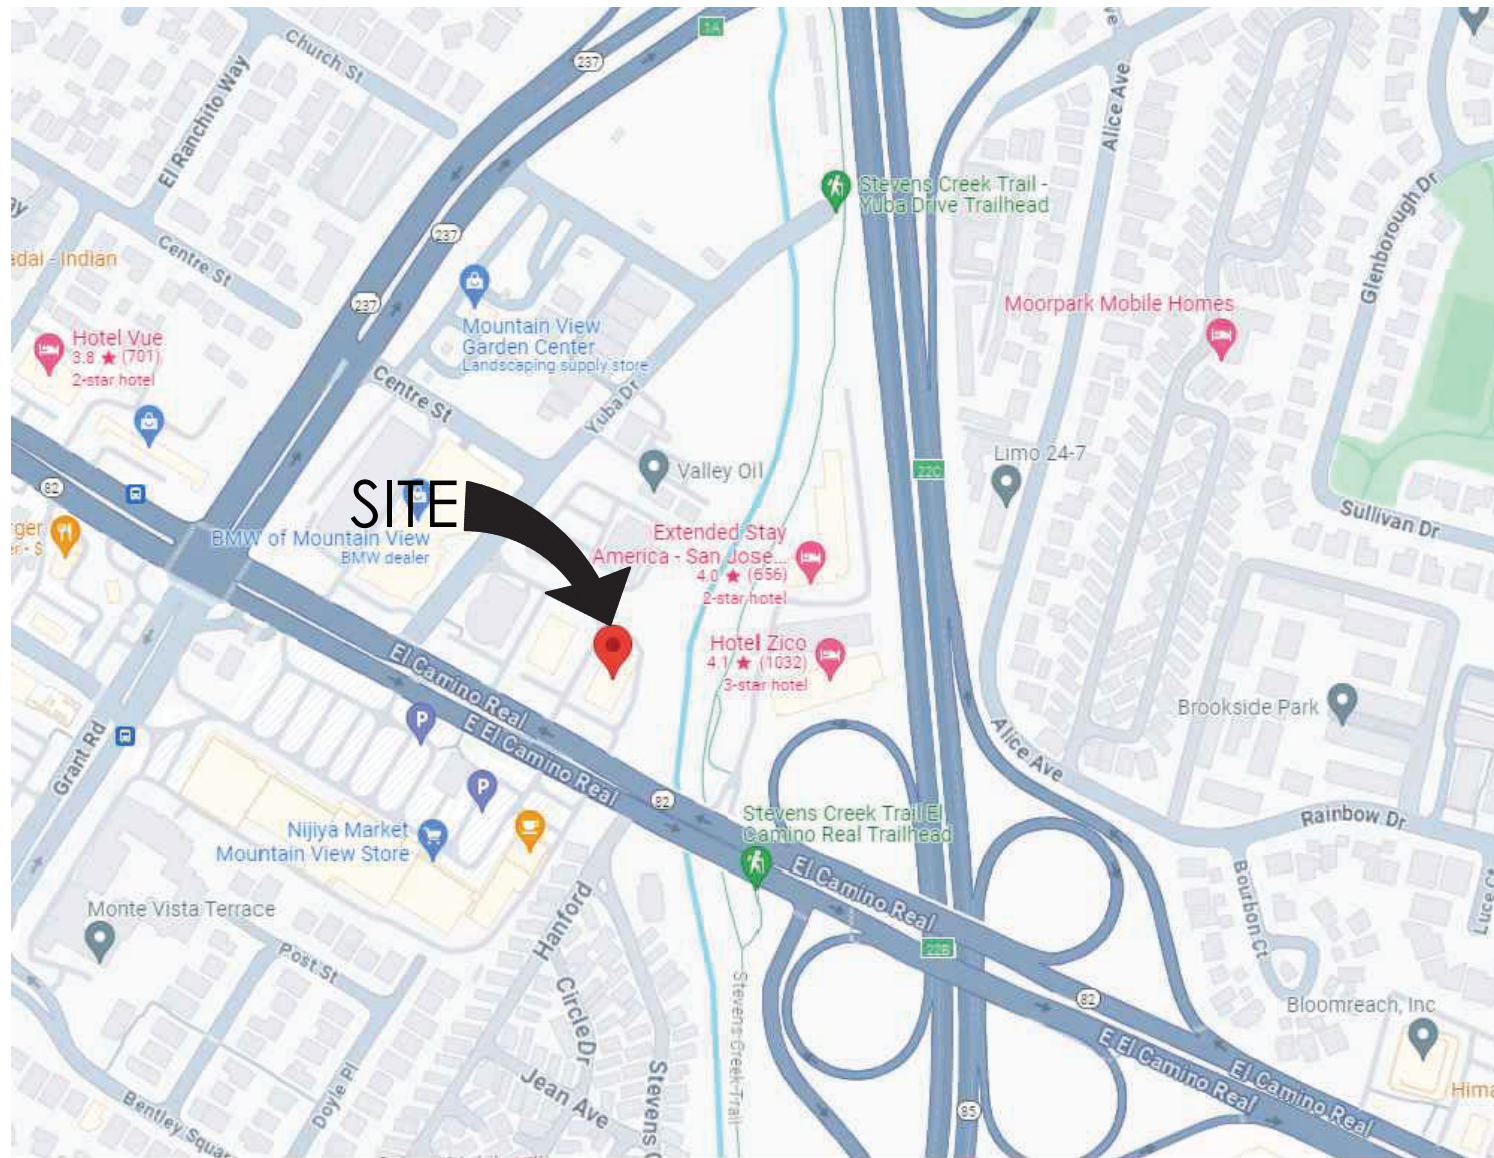 1A
Church St
237
El Ranchito Way
Alice Ave
Stevens Creek Trail -
Yuba Drive Trailhead
Glenborough Dr
237
Centre St
- Indian
237
Moorpark Mobile Homes
Mountain View
Garden Center
Landscaping supply store
Hotel Vue
3.8 ★ (701)
2-star hotel
Centre St
Yuba Dr
Limo 24-7
Valley Oil
22C
82
SITE
Sullivan Dr
BMW of Mountain View
BMW dealer
Extended Stay
America - San Jose...
4.0 ★ (656)
2-star hotel
Hotel Zico
4.1 ★ (1032)
3-star hotel
El Camino Real
E El Camino Real
P
Brookside Park
Grant Rd
Alice Ave
P
82
Stevens Creek Trail El
Camino Real Trailhead
Rainbow Dr
Nijiya Market
Mountain View Store
El Camino Real
Bourbon Ct
Luce Ct
Monte Vista Terrace
Hanford
22B
Post St
Stevens Creek Trail
Circle Dr
82
Bloomreach, Inc
E El Camino Real
El Camino Real
Jean Ave
Doyle Pl
Stevens
Bentley Square
85